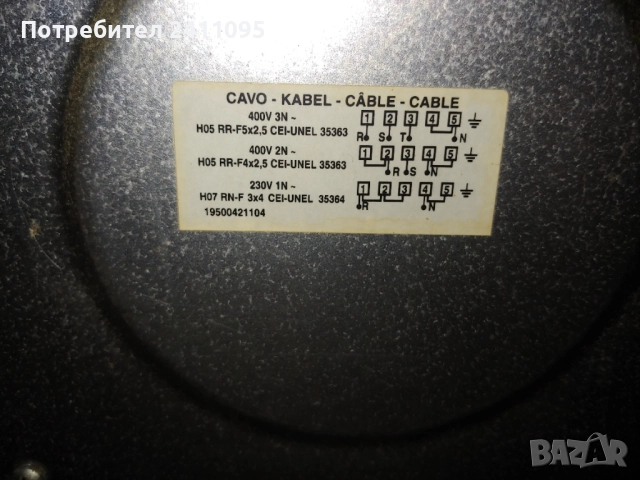 Потребител 2411095
CAVO - KABEL - CÂBLE - CABLE
400V 3N ~ 1 2 3 4 5
H05 RR-F5x2,5 CEI-UNEL 35363 R S T N
400V 2N ~ 1 2 3 4 5
H05 RR-F4x2,5 CEI-UNEL 35363 R S N
230V 1N ~ 1 2 3 4 5
H07 RN-F 3x4 CEI-UNEL 35364 R N
19500421104
BAZAR